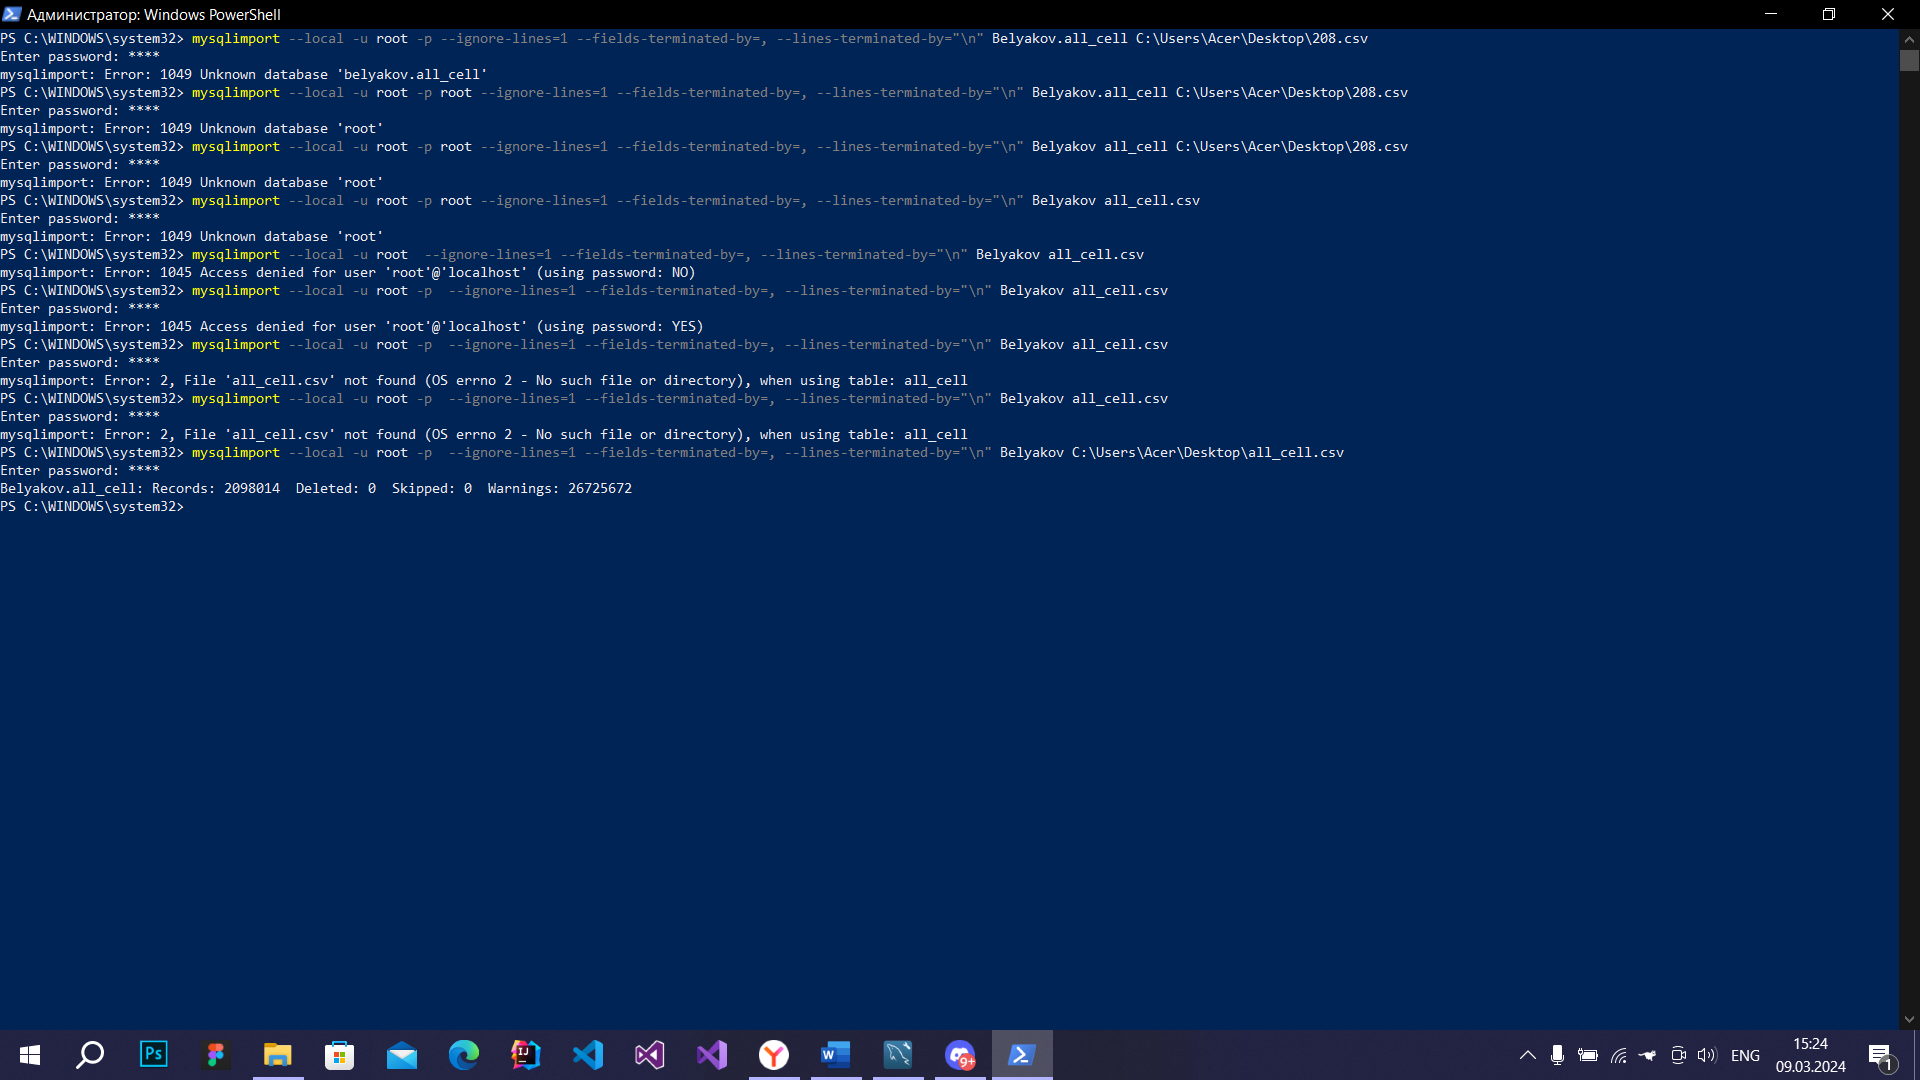 Администратор: Windows PowerShell
PS C:\WINDOWS\system32> mysqlimport --local -u root -p --ignore-lines=1 --fields-terminated-by=, --lines-terminated-by="\n" Belyakov.all_cell C:\Users\Acer\Desktop\208.csv
Enter password: ****
mysqlimport: Error: 1049 Unknown database 'belyakov.all_cell'
PS C:\WINDOWS\system32> mysqlimport --local -u root -p root --ignore-lines=1 --fields-terminated-by=, --lines-terminated-by="\n" Belyakov.all_cell C:\Users\Acer\Desktop\208.csv
Enter password: ****
mysqlimport: Error: 1049 Unknown database 'root'
PS C:\WINDOWS\system32> mysqlimport --local -u root -p root --ignore-lines=1 --fields-terminated-by=, --lines-terminated-by="\n" Belyakov all_cell C:\Users\Acer\Desktop\208.csv
Enter password: ****
mysqlimport: Error: 1049 Unknown database 'root'
PS C:\WINDOWS\system32> mysqlimport --local -u root -p root --ignore-lines=1 --fields-terminated-by=, --lines-terminated-by="\n" Belyakov all_cell.csv
Enter password: ****
mysqlimport: Error: 1049 Unknown database 'root'
PS C:\WINDOWS\system32> mysqlimport --local -u root  --ignore-lines=1 --fields-terminated-by=, --lines-terminated-by="\n" Belyakov all_cell.csv
mysqlimport: Error: 1045 Access denied for user 'root'@'localhost' (using password: NO)
PS C:\WINDOWS\system32> mysqlimport --local -u root -p  --ignore-lines=1 --fields-terminated-by=, --lines-terminated-by="\n" Belyakov all_cell.csv
Enter password: ****
mysqlimport: Error: 1045 Access denied for user 'root'@'localhost' (using password: YES)
PS C:\WINDOWS\system32> mysqlimport --local -u root -p  --ignore-lines=1 --fields-terminated-by=, --lines-terminated-by="\n" Belyakov all_cell.csv
Enter password: ****
mysqlimport: Error: 2, File 'all_cell.csv' not found (OS errno 2 - No such file or directory), when using table: all_cell
PS C:\WINDOWS\system32> mysqlimport --local -u root -p  --ignore-lines=1 --fields-terminated-by=, --lines-terminated-by="\n" Belyakov all_cell.csv
Enter password: ****
mysqlimport: Error: 2, File 'all_cell.csv' not found (OS errno 2 - No such file or directory), when using table: all_cell
PS C:\WINDOWS\system32> mysqlimport --local -u root -p  --ignore-lines=1 --fields-terminated-by=, --lines-terminated-by="\n" Belyakov C:\Users\Acer\Desktop\all_cell.csv
Enter password: ****
Belyakov.all_cell: Records: 2098014  Deleted: 0  Skipped: 0  Warnings: 26725672
PS C:\WINDOWS\system32>
Ps
IJ
Y
W
9+
ENG
15:24
09.03.2024
1